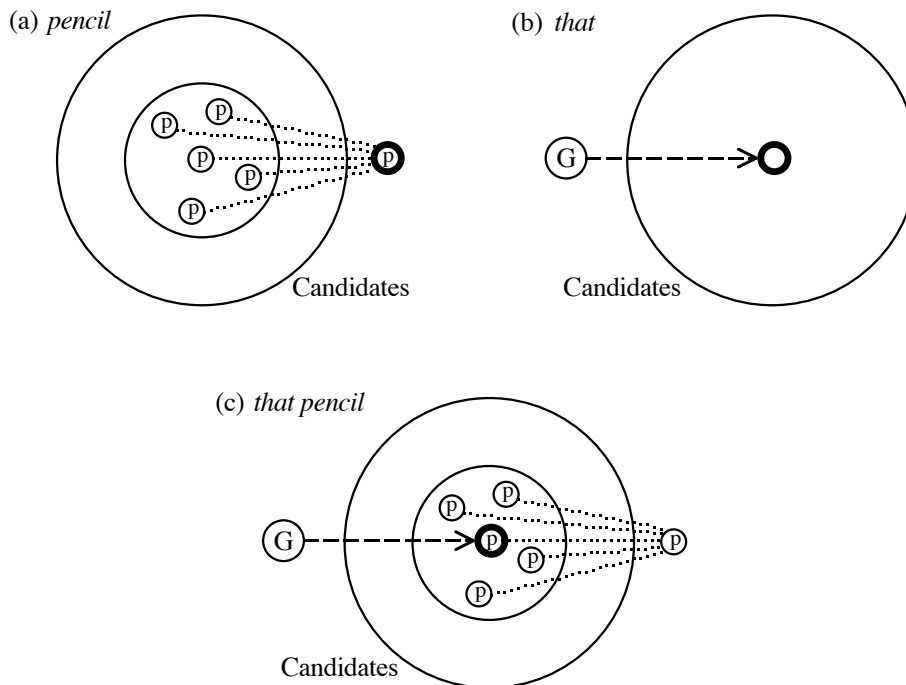 (a) pencil
(b) that
p
p
p
p
p
p
G
Candidates
Candidates
(c) that pencil
p
p
G
p
p
p
p
Candidates